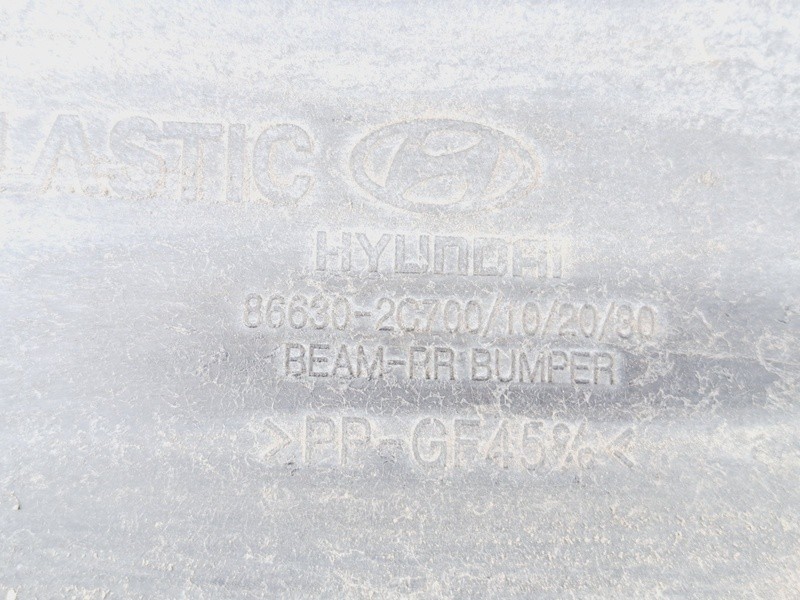 LASTIC
HYUNDAI
86630-2C700/10/20/30
BEAM-RR BUMPER
>PP-GF45%<